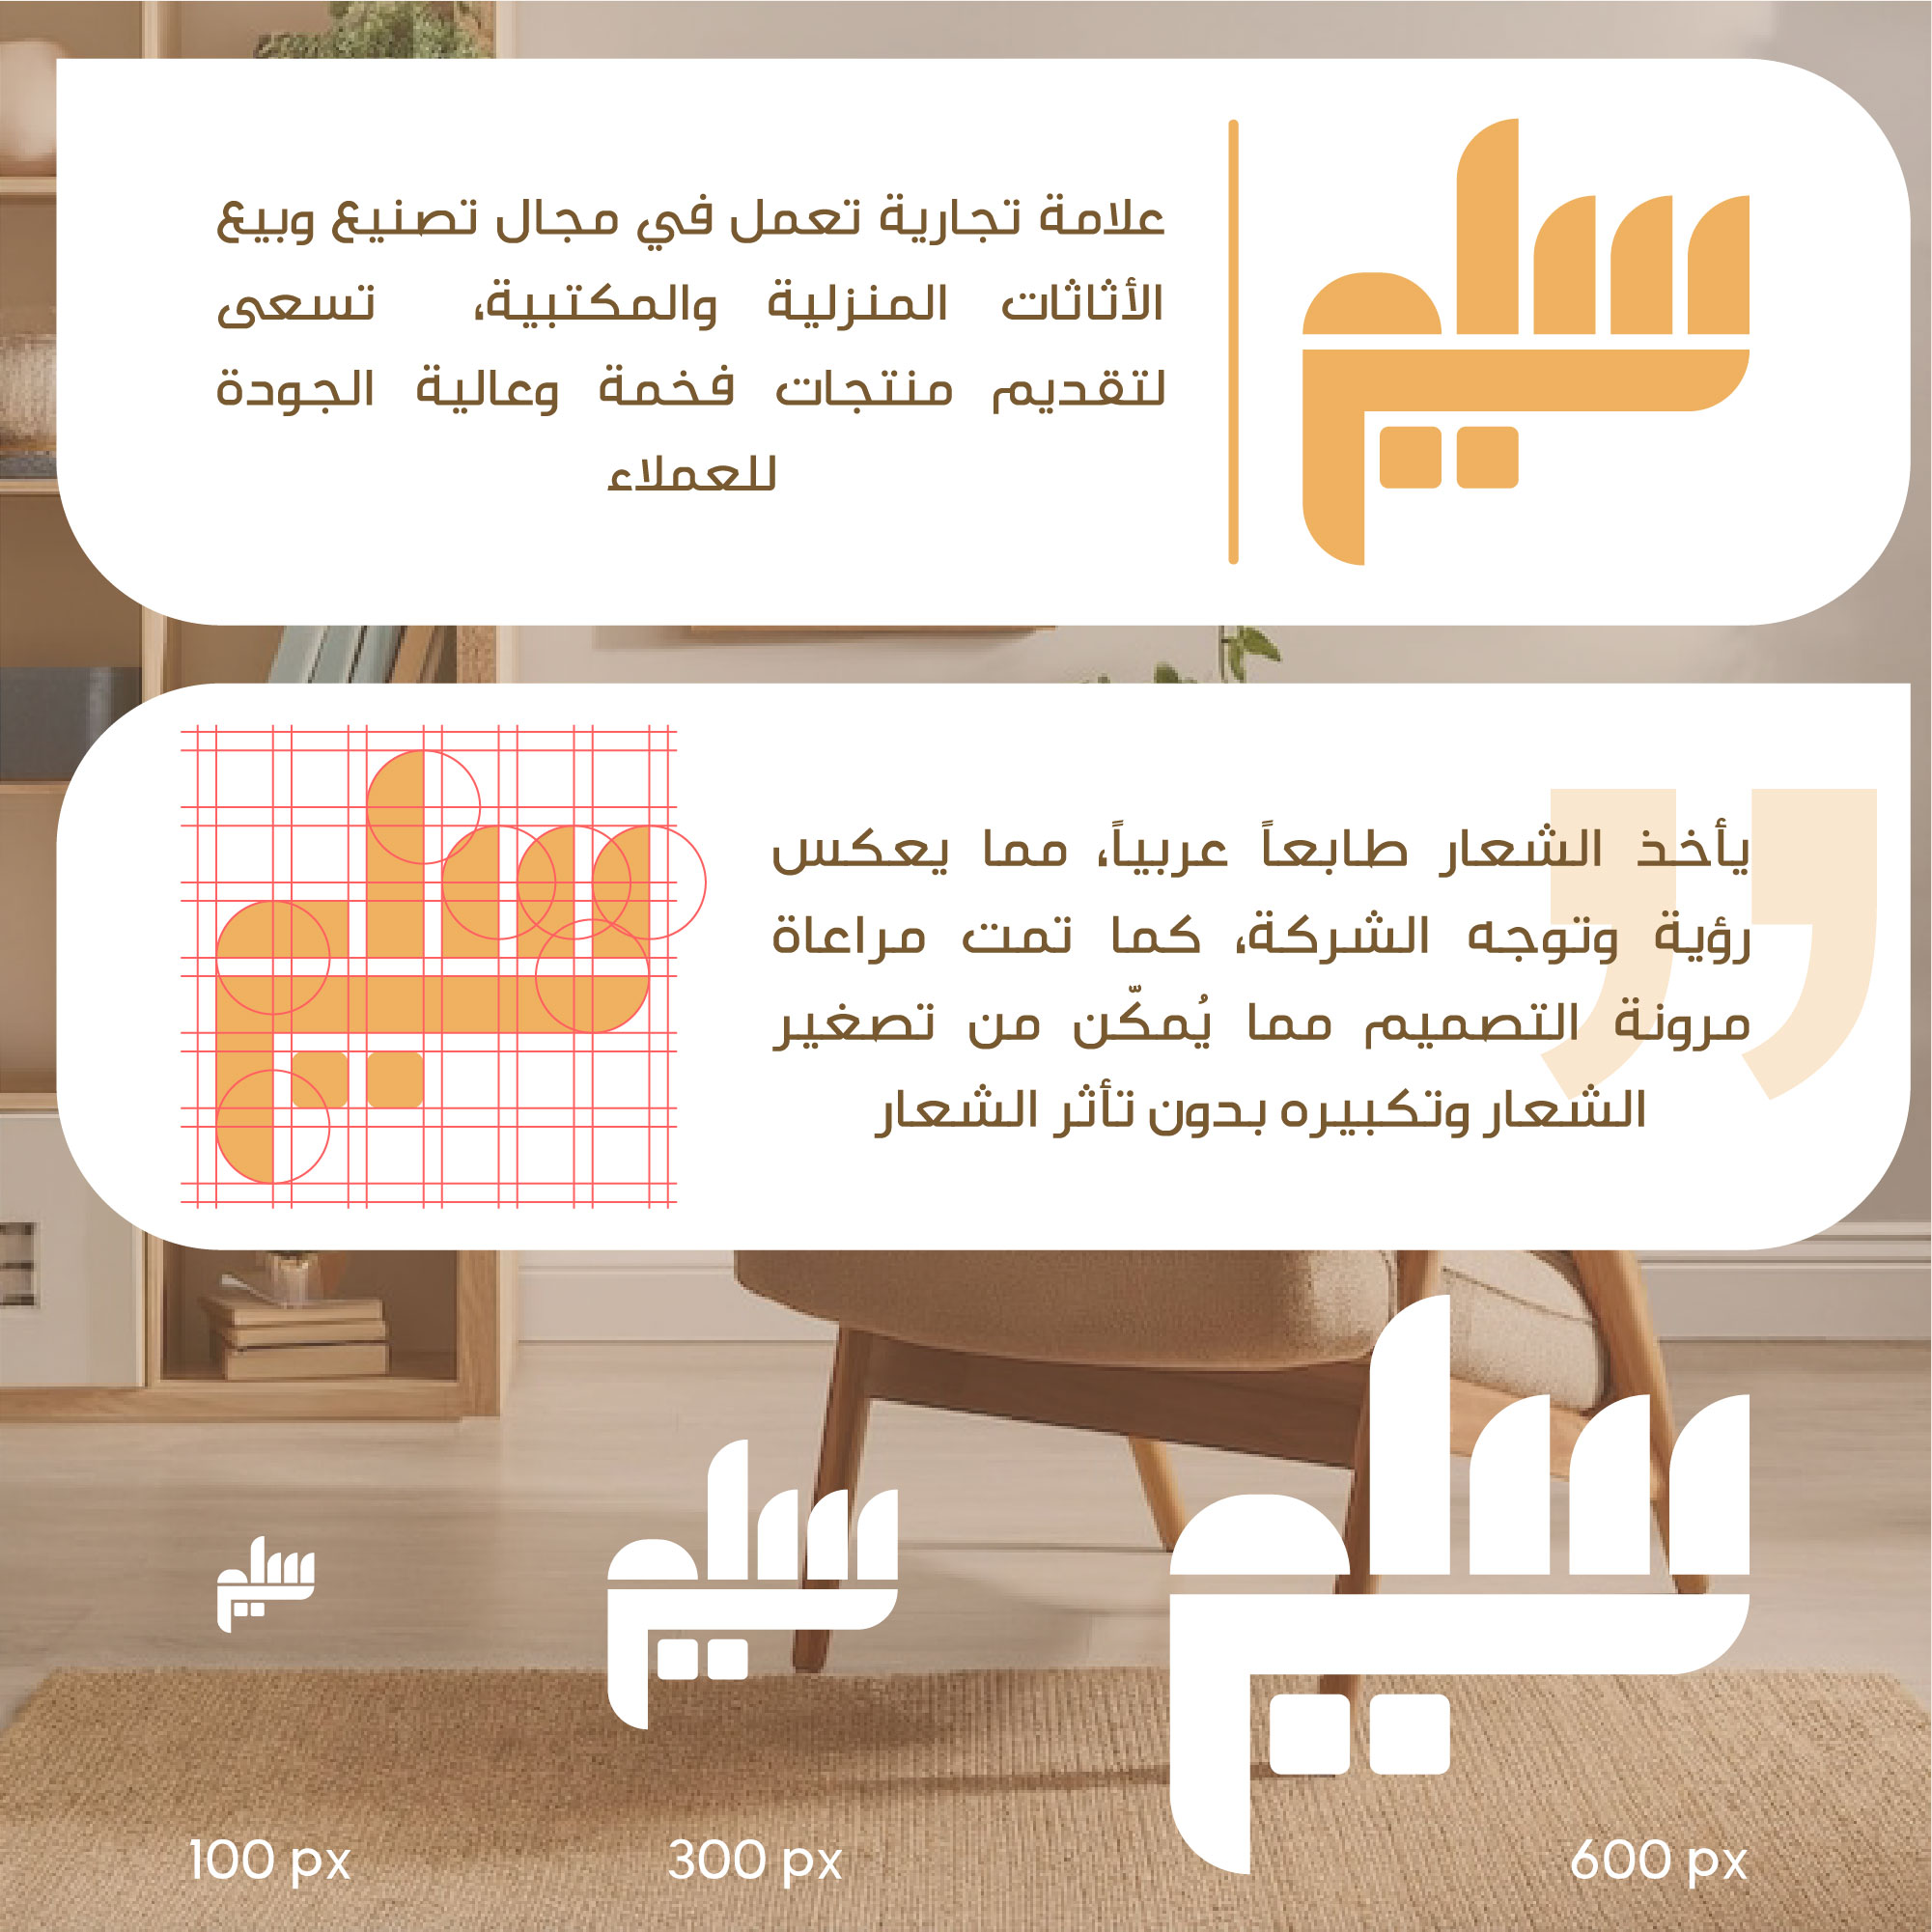 سليم
علامة تجارية تعمل في مجال تصنيع وبيع
الأثاثات المنزلية والمكتبية، تسعى
لتقديم منتجات فخمة وعالية الجودة
للعملاء
يأخذ الشعار طابعاً عربياً، مما يعكس
رؤية وتوجه الشركة، كما تمت مراعاة
مرونة التصميم مما يُمكّن من تصغير
الشعار وتكبيره بدون تأثر الشعار
سليم
سليم
سليم
سليم
600 px
300 px
100 px